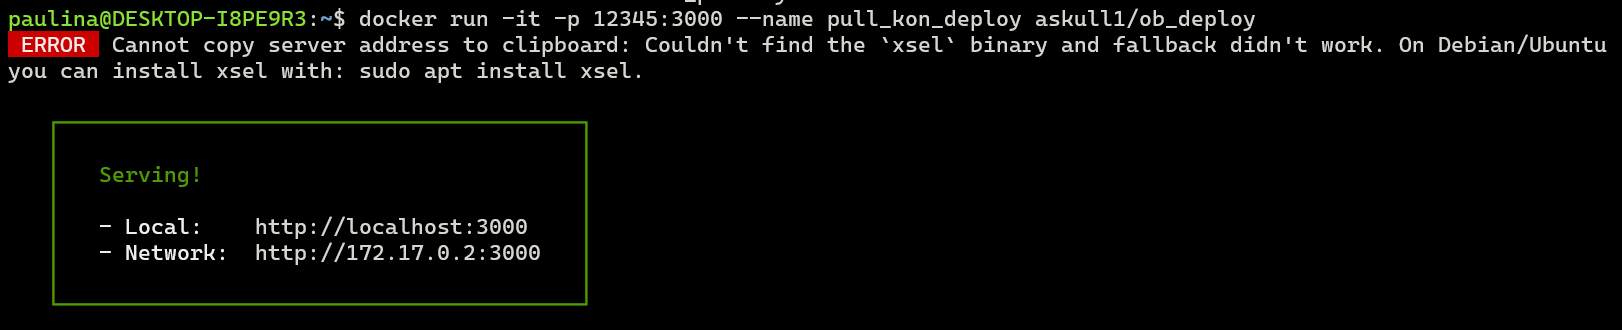 paulina@DESKTOP-I8PE9R3:~$ docker run -it -p 12345:3000 --name pull_kon_deploy askull1/ob_deploy
ERROR Cannot copy server address to clipboard: Couldn't find the `xsel` binary and fallback didn't work. On Debian/Ubuntu
you can install xsel with: sudo apt install xsel.
Serving!
- Local: http://localhost:3000
- Network: http://172.17.0.2:3000